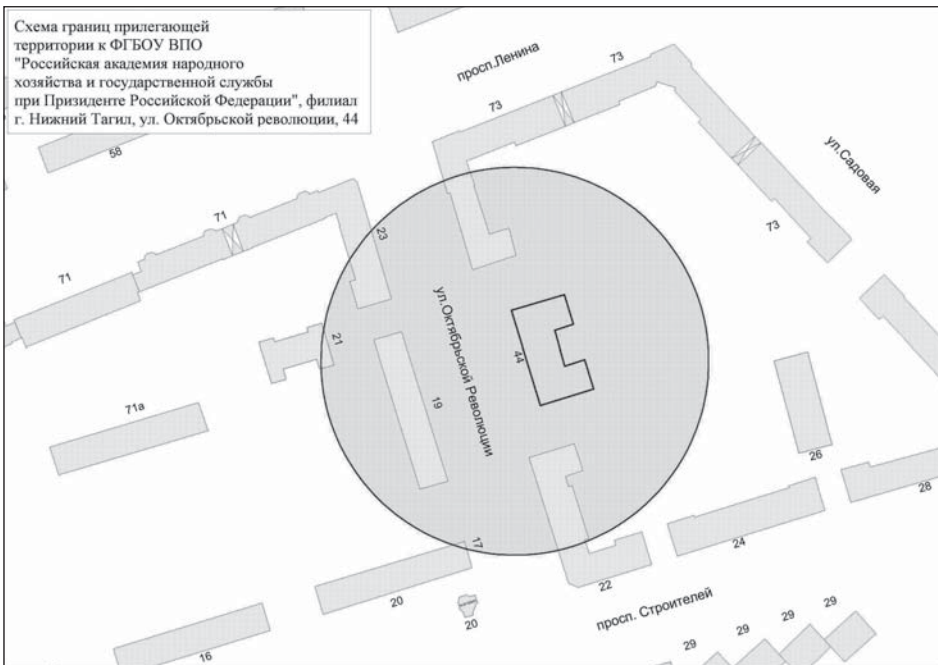 Схема границ прилегающей
территории к ФГБОУ ВПО
"Российская академия народного
хозяйства и государственной службы
при Президенте Российской Федерации", филиал
г. Нижний Тагил, ул. Октябрьской революции, 44
просп.Ленина
73
73
58
ул.Садовая
71
23
73
71
ул.Октябрьской Революции
21
44
19
71а
26
28
17
24
22
20
просп. Строителей
20
29
29
29
29
16